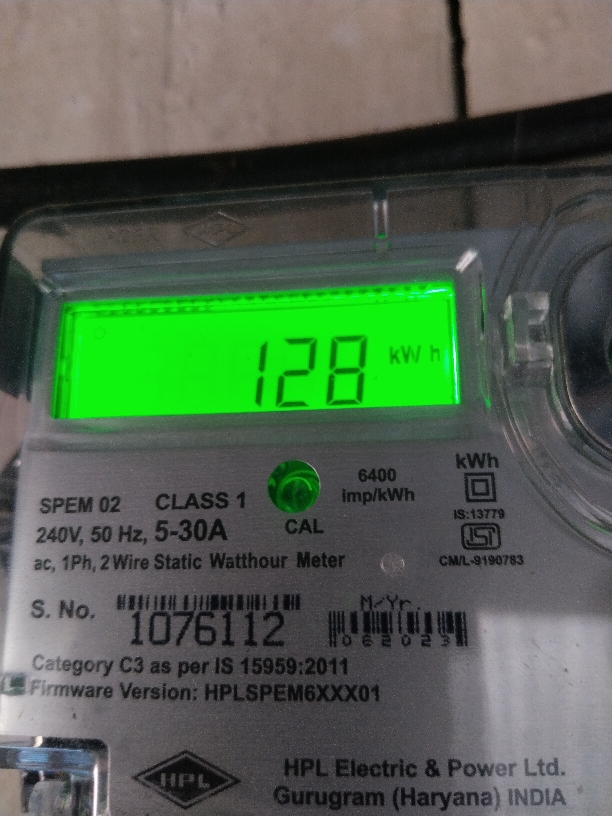 128 kW h
6400
imp/kWh
kWh
SPEM 02 CLASS 1
CAL
IS:13779
240V, 50 Hz, 5-30A
ISI
CM/L-9190783
ac, 1Ph, 2 Wire Static Watthour Meter
M/Yr.
S. No. 1076112
062023
Category C3 as per IS 15959:2011
Firmware Version: HPLSPEM6XXX01
HPL
HPL Electric & Power Ltd.
Gurugram (Haryana) INDIA